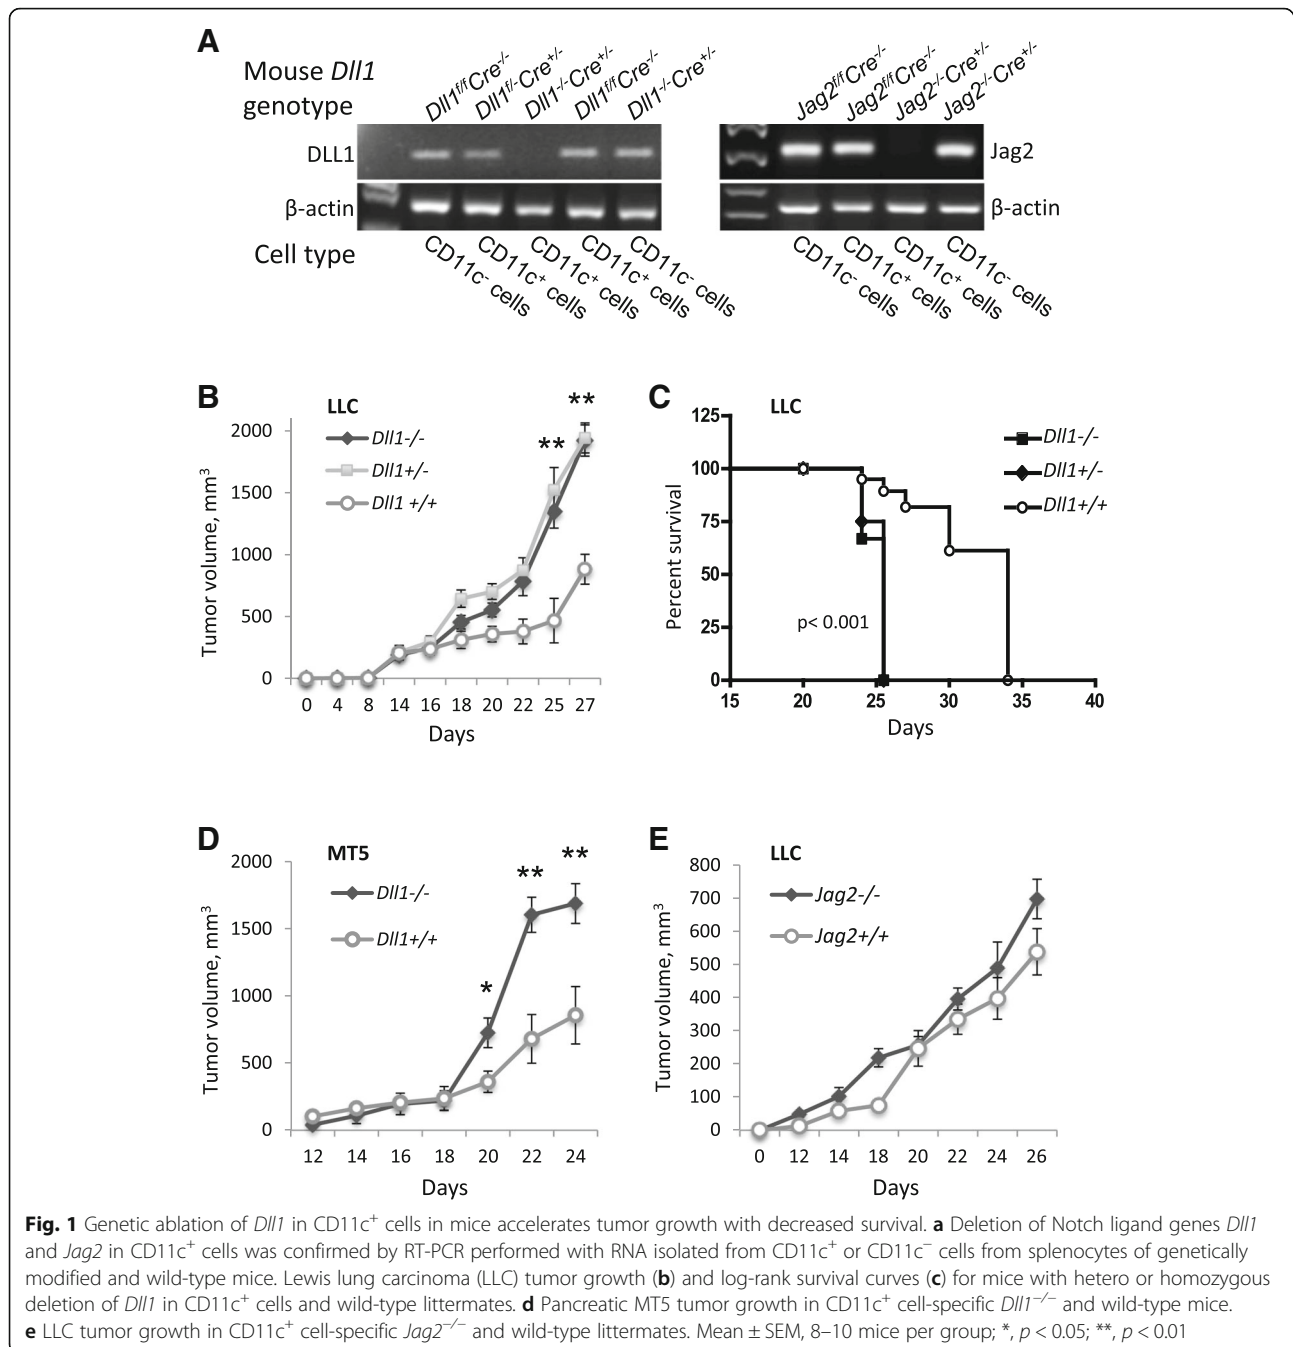 A
Mouse Dll1
genotype
Dll1f/fCre-/-
Dll1f/-Cre+/-
Dll1-/-Cre+/-
Dll1f/fCre-/-
Dll1-/-Cre+/-
Jag2f/fCre-/-
Jag2f/fCre-/-
Jag2-/-Cre+/-
Jag2-/-Cre+/-
DLL1
Jag2
β-actin
β-actin
Cell type
CD11c- cells
CD11c+ cells
CD11c+ cells
CD11c+ cells
CD11c- cells
CD11c- cells
CD11c+ cells
CD11c+ cells
CD11c- cells
B
LLC
**
**
Dll1-/-
Dll1+/-
Dll1 +/+
Tumor volume, mm3
2000
1500
1000
500
0
0 4 8 14 16 18 20 22 25 27
Days
C
LLC
Dll1-/-
Dll1+/-
Dll1+/+
Percent survival
125
100
75
50
25
0
p< 0.001
15 20 25 30 35 40
Days
D
MT5
*
**
**
Dll1-/-
Dll1+/+
Tumor volume, mm3
2000
1500
1000
500
0
12 14 16 18 20 22 24
Days
E
LLC
Jag2-/-
Jag2+/+
Tumor volume, mm3
800
700
600
500
400
300
200
100
0
0 12 14 18 20 22 24 26
Days
Fig. 1 Genetic ablation of Dll1 in CD11c+ cells in mice accelerates tumor growth with decreased survival. a Deletion of Notch ligand genes Dll1
and Jag2 in CD11c+ cells was confirmed by RT-PCR performed with RNA isolated from CD11c+ or CD11c− cells from splenocytes of genetically
modified and wild-type mice. Lewis lung carcinoma (LLC) tumor growth (b) and log-rank survival curves (c) for mice with hetero or homozygous
deletion of Dll1 in CD11c+ cells and wild-type littermates. d Pancreatic MT5 tumor growth in CD11c+ cell-specific Dll1−/− and wild-type mice.
e LLC tumor growth in CD11c+ cell-specific Jag2−/− and wild-type littermates. Mean ± SEM, 8–10 mice per group; *, p < 0.05; **, p < 0.01